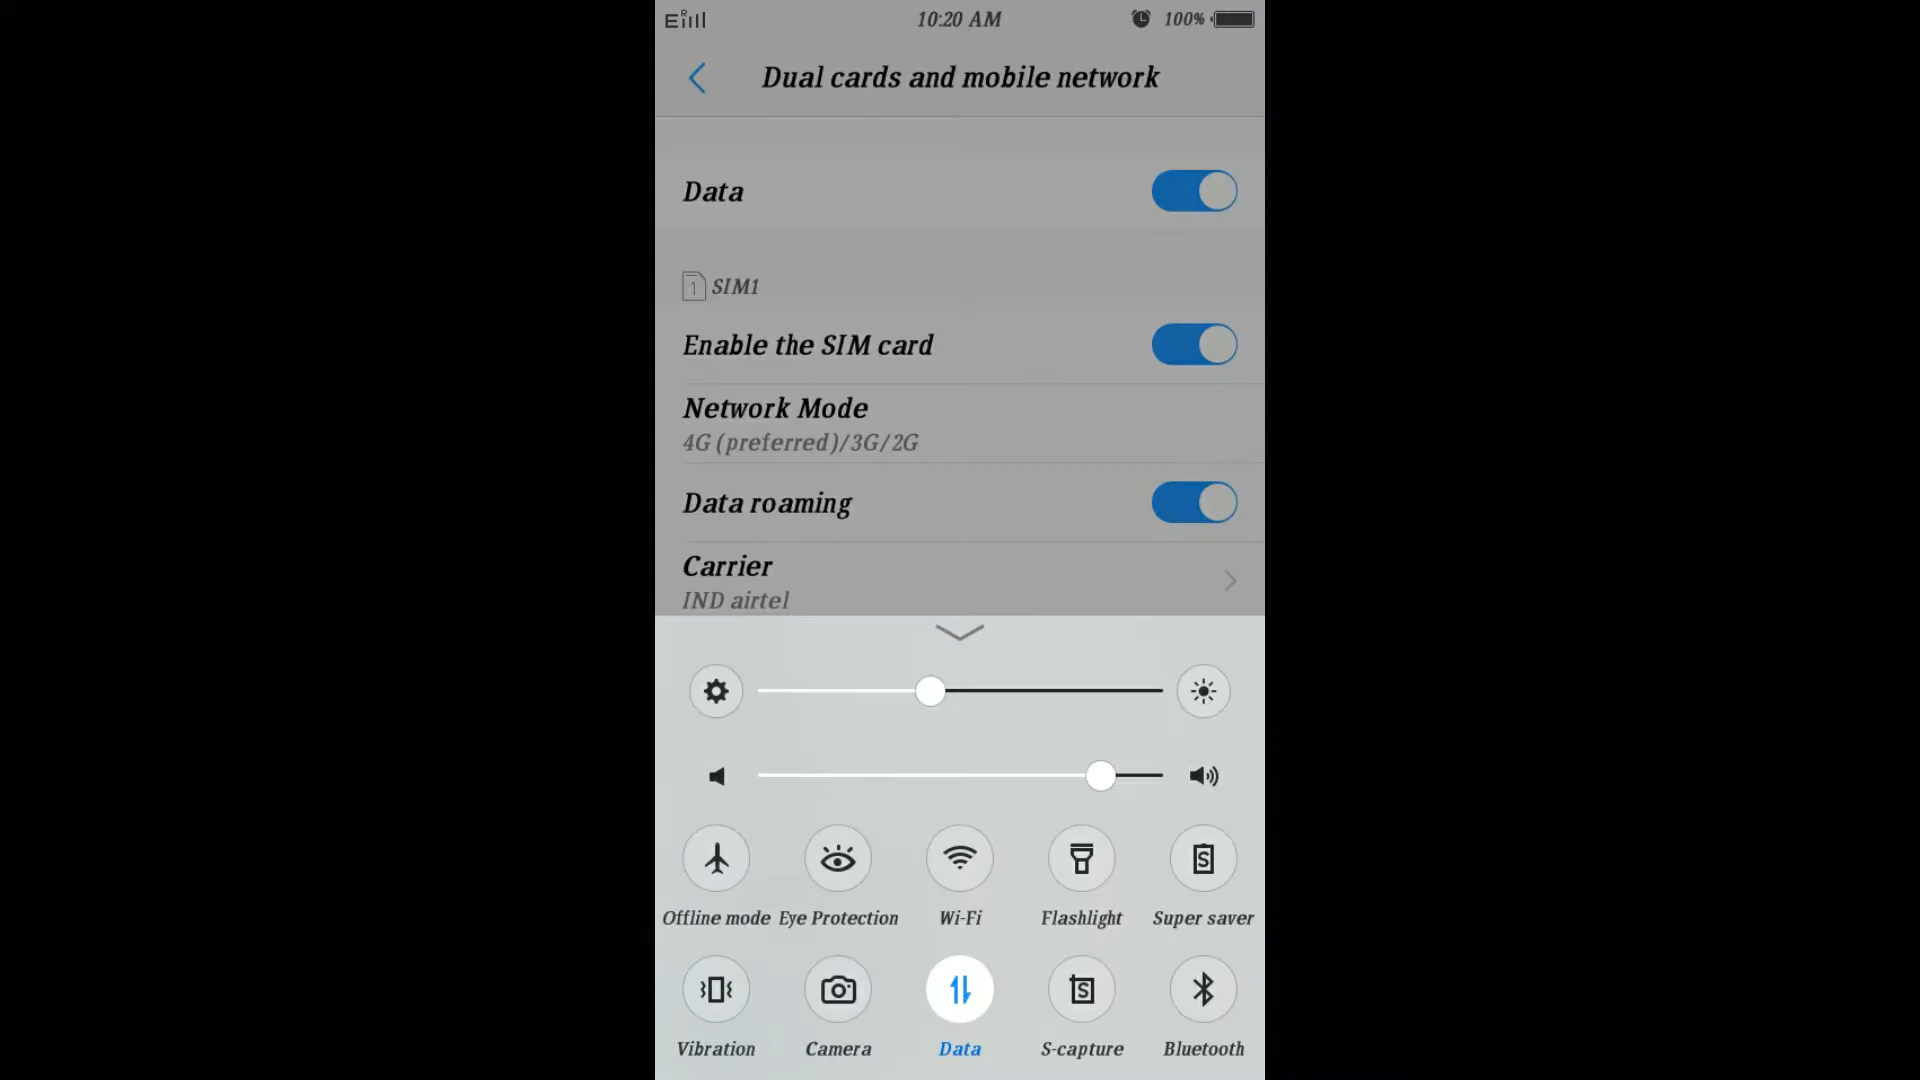 E R
10:20 AM
100%
Dual cards and mobile network
Data
1 SIM1
Enable the SIM card
Network Mode
4G (preferred)/3G/2G
Data roaming
Carrier
IND airtel
Offline mode Eye Protection Wi-Fi Flashlight Super saver
Vibration Camera Data S-capture Bluetooth